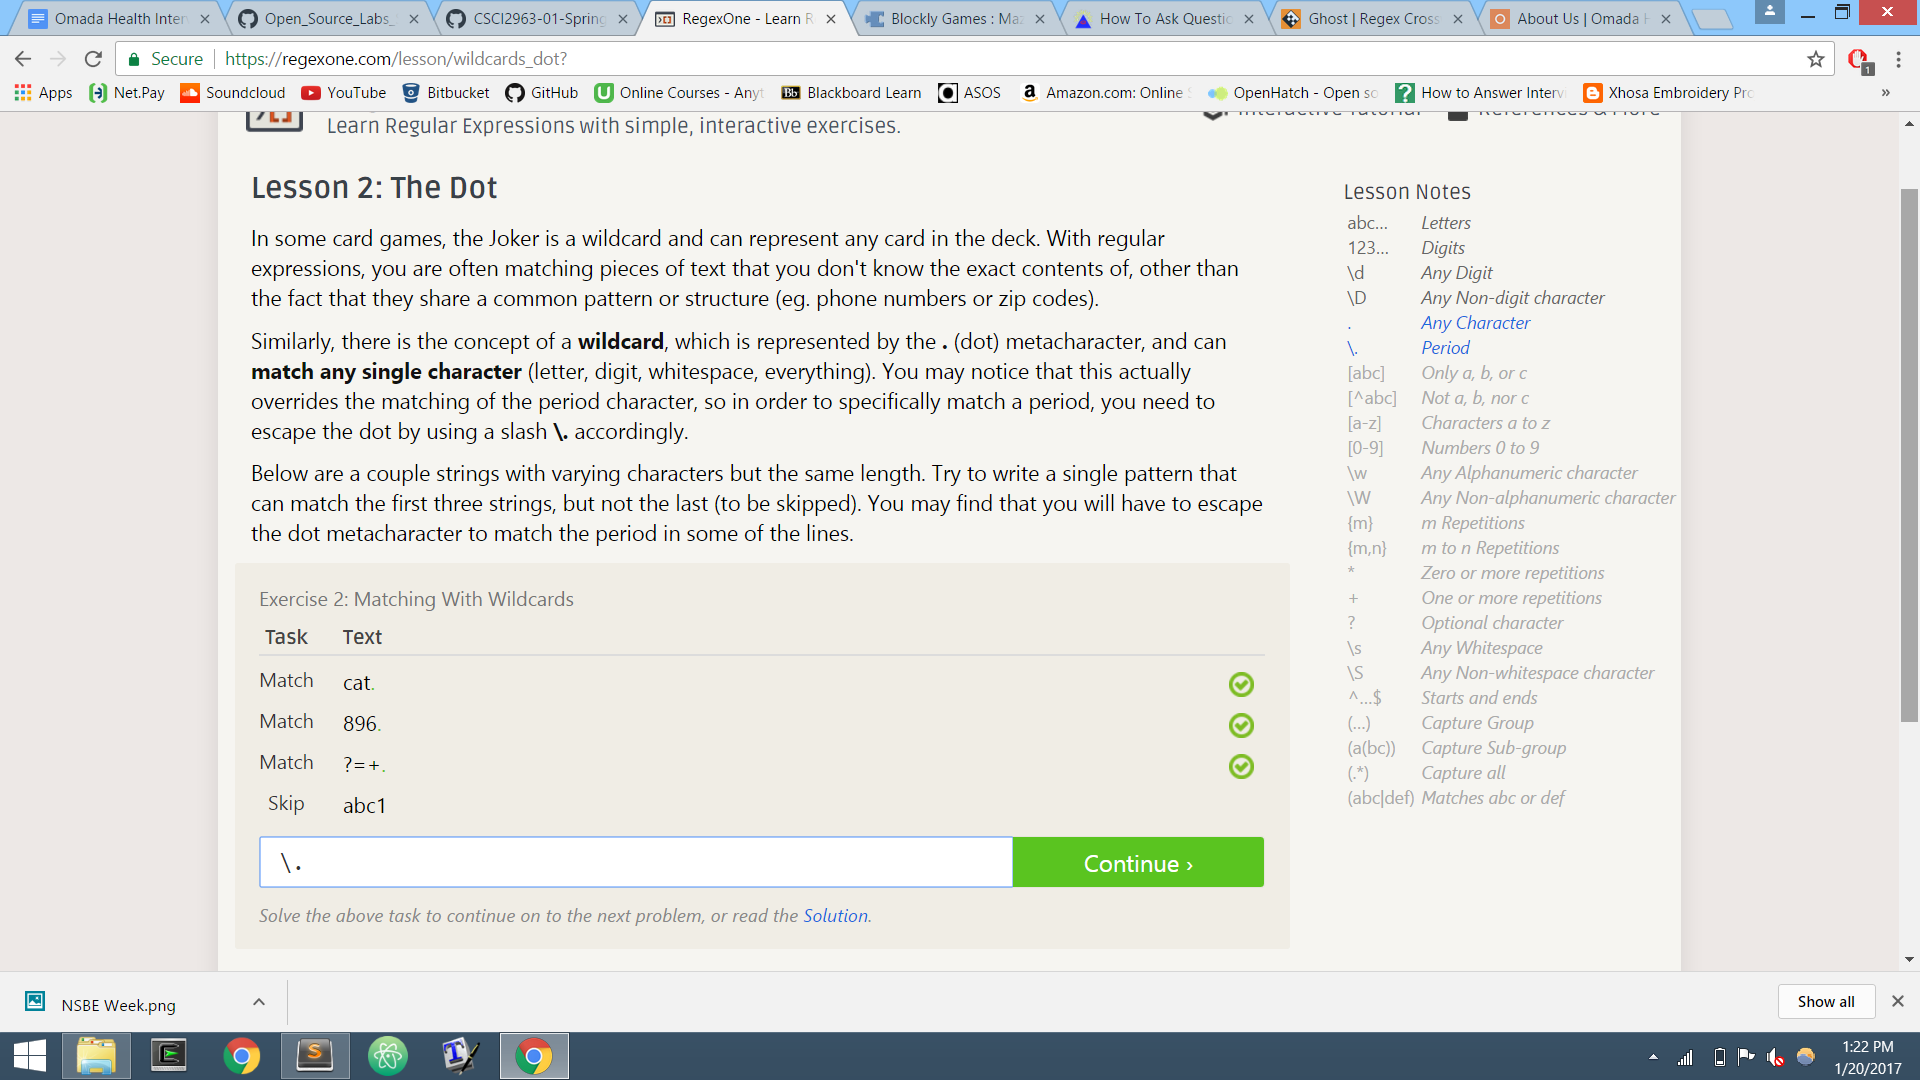 Omada Health Inter
Open_Source_Labs_
CSCI2963-01-Spring
RegexOne - Learn R
Blockly Games : Ma
How To Ask Questio
Ghost | Regex Cross
About Us | Omada H
Secure https://regexone.com/lesson/wildcards_dot?
1
Apps Net.Pay Soundcloud YouTube Bitbucket GitHub Online Courses - Anyt Blackboard Learn ASOS Amazon.com: Online S OpenHatch - Open so How to Answer Interv Xhosa Embroidery Pro »
Learn Regular Expressions with simple, interactive exercises.
Interactive Tutorial References & More
Lesson 2: The Dot
In some card games, the Joker is a wildcard and can represent any card in the deck. With regular
expressions, you are often matching pieces of text that you don't know the exact contents of, other than
the fact that they share a common pattern or structure (eg. phone numbers or zip codes).
Similarly, there is the concept of a wildcard, which is represented by the . (dot) metacharacter, and can
match any single character (letter, digit, whitespace, everything). You may notice that this actually
overrides the matching of the period character, so in order to specifically match a period, you need to
escape the dot by using a slash \. accordingly.
Below are a couple strings with varying characters but the same length. Try to write a single pattern that
can match the first three strings, but not the last (to be skipped). You may find that you will have to escape
the dot metacharacter to match the period in some of the lines.
Exercise 2: Matching With Wildcards
Task Text
Match cat.
Match 896.
Match ?=+.
Skip abc1
\.
Continue ›
Solve the above task to continue on to the next problem, or read the Solution.
Lesson Notes
abc... Letters
123... Digits
\d Any Digit
\D Any Non-digit character
. Any Character
\. Period
[abc] Only a, b, or c
[^abc] Not a, b, nor c
[a-z] Characters a to z
[0-9] Numbers 0 to 9
\w Any Alphanumeric character
\W Any Non-alphanumeric character
{m} m Repetitions
{m,n} m to n Repetitions
* Zero or more repetitions
+ One or more repetitions
? Optional character
\s Any Whitespace
\S Any Non-whitespace character
^...$ Starts and ends
(...) Capture Group
(a(bc)) Capture Sub-group
(.*) Capture all
(abc|def) Matches abc or def
NSBE Week.png
Show all
1:22 PM
1/20/2017